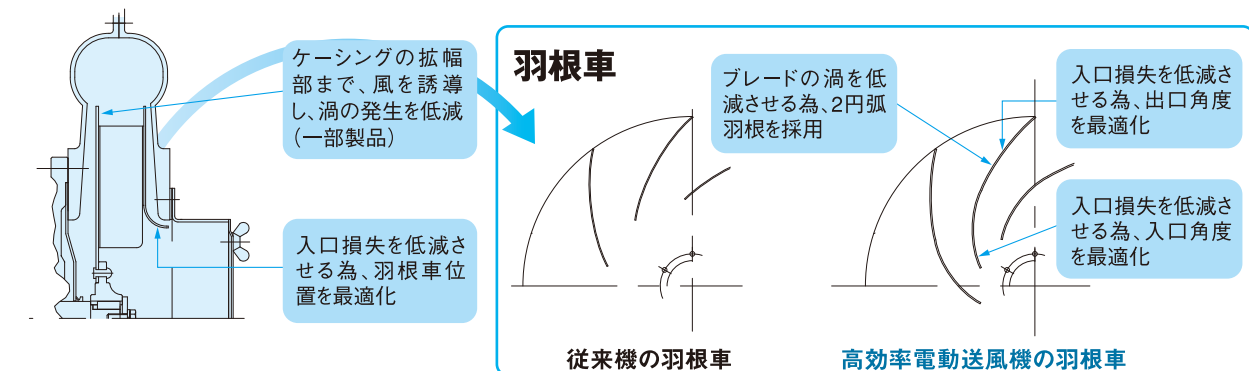 ケーシングの拡幅
部まで、風を誘導
し、渦の発生を低減
(一部製品)
入口損失を低減さ
せる為、羽根車位
置を最適化
羽根車
ブレードの渦を低
減させる為、2円弧
羽根を採用
入口損失を低減さ
せる為、出口角度
を最適化
入口損失を低減さ
せる為、入口角度
を最適化
従来機の羽根車
高効率電動送風機の羽根車